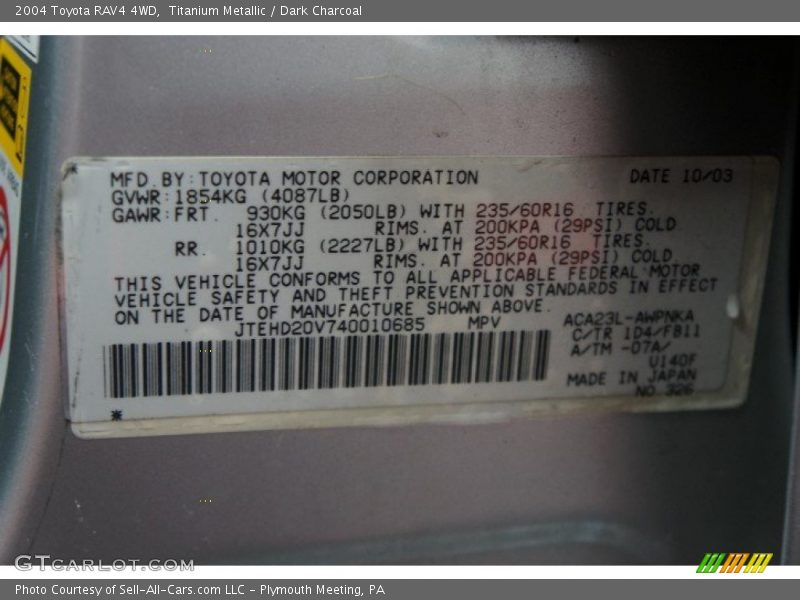 2004 Toyota RAV4 4WD,  Titanium Metallic / Dark Charcoal
MFD. BY: TOYOTA MOTOR CORPORATION DATE 10/03
GVWR: 1854KG (4087LB)
GAWR: FRT. 930KG (2050LB) WITH 235/60R16 TIRES.
16X7JJ RIMS. AT 200KPA (29PSI) COLD
RR. 1010KG (2227LB) WITH 235/60R16 TIRES.
16X7JJ RIMS. AT 200KPA (29PSI) COLD
THIS VEHICLE CONFORMS TO ALL APPLICABLE FEDERAL MOTOR
VEHICLE SAFETY AND THEFT PREVENTION STANDARDS IN EFFECT
ON THE DATE OF MANUFACTURE SHOWN ABOVE.
JTEHD20V740010685 MPV
ACA23L-AWPNKA
C/TR 1D4/FB11
A/TM -07A/
U140F
MADE IN JAPAN
NO. 326
*
GTCARLOT.COM
Photo Courtesy of Sell-All-Cars.com LLC - Plymouth Meeting, PA